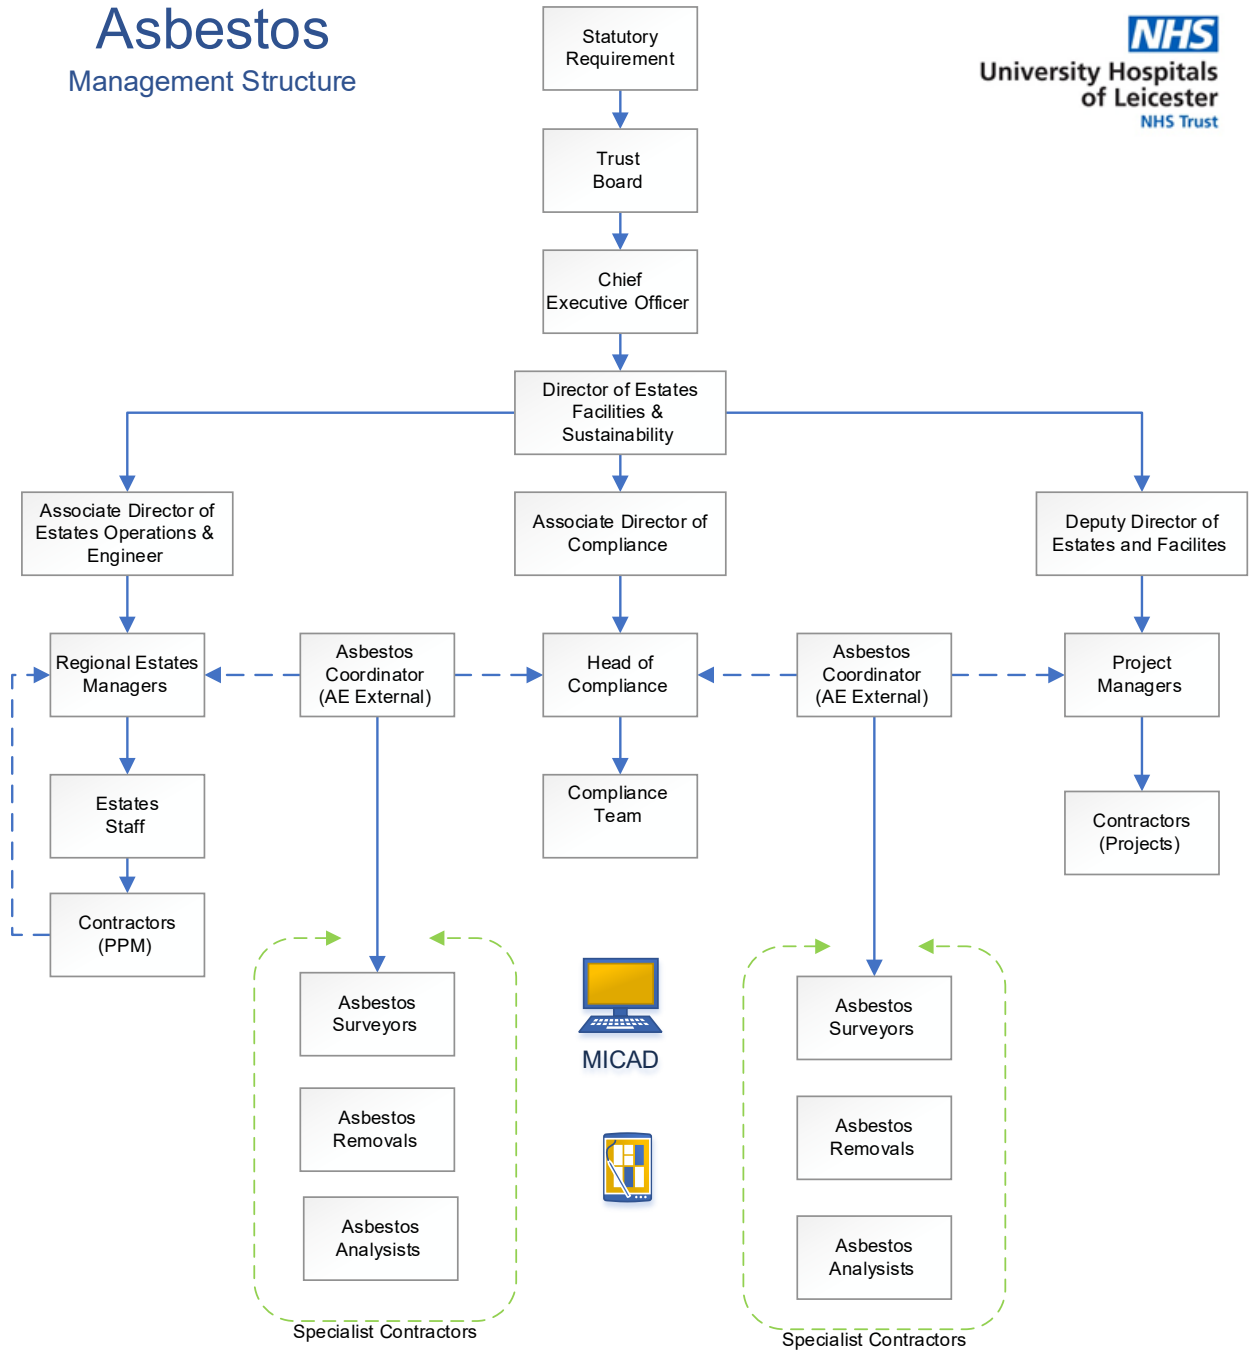 Asbestos
Management Structure
NHS
University Hospitals
of Leicester
NHS Trust
Statutory
Requirement
Trust
Board
Chief
Executive Officer
Director of Estates
Facilities &
Sustainability
Associate Director of
Estates Operations &
Engineer
Associate Director of
Compliance
Deputy Director of
Estates and Facilites
Regional Estates
Managers
Asbestos
Coordinator
(AE External)
Head of
Compliance
Asbestos
Coordinator
(AE External)
Project
Managers
Estates
Staff
Compliance
Team
Contractors
(Projects)
Contractors
(PPM)
Asbestos
Surveyors
Asbestos
Removals
Asbestos
Analysists
Specialist Contractors
MICAD
Asbestos
Surveyors
Asbestos
Removals
Asbestos
Analysists
Specialist Contractors